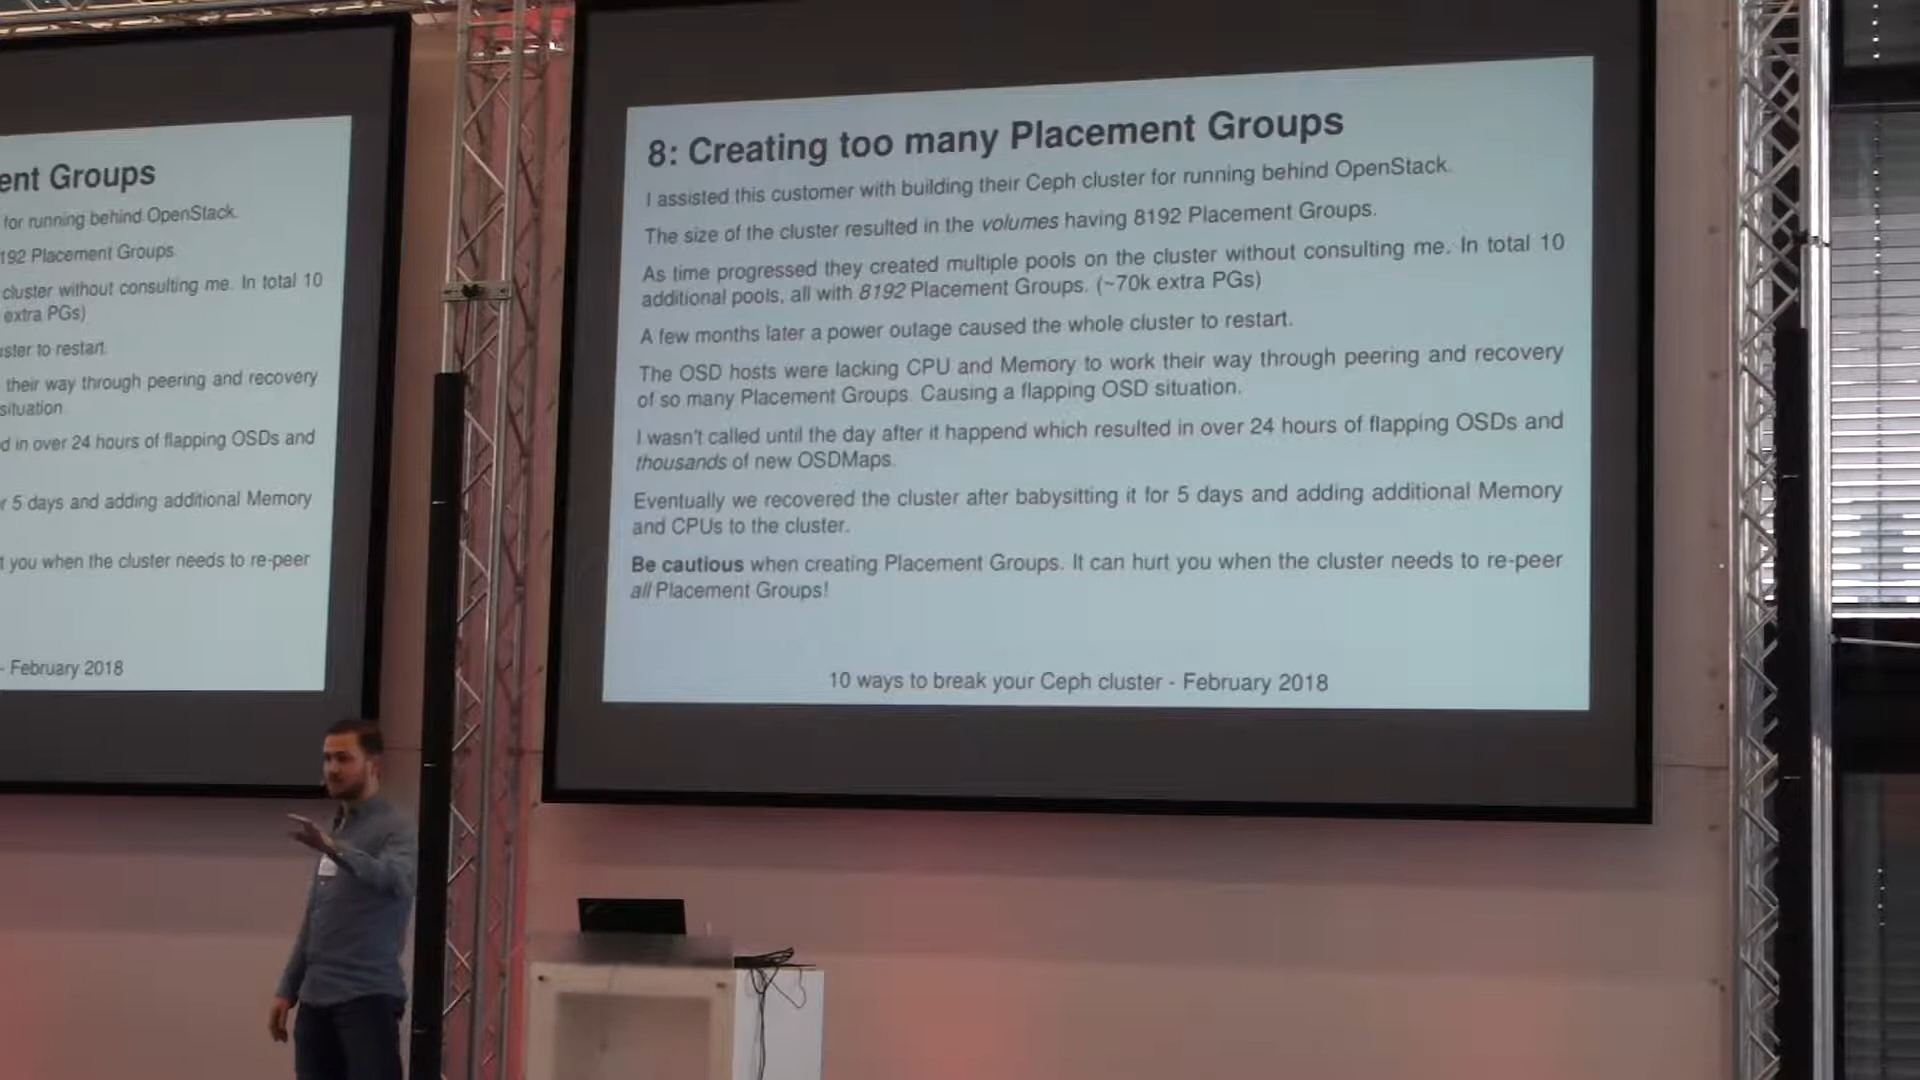 ent Groups
for running behind OpenStack.
192 Placement Groups.
cluster without consulting me. In total 10
extra PGs)
ster to restart.
their way through peering and recovery
situation.
d in over 24 hours of flapping OSDs and
r 5 days and adding additional Memory
t you when the cluster needs to re-peer
- February 2018
8: Creating too many Placement Groups
I assisted this customer with building their Ceph cluster for running behind OpenStack.
The size of the cluster resulted in the volumes having 8192 Placement Groups.
As time progressed they created multiple pools on the cluster without consulting me. In total 10
additional pools, all with 8192 Placement Groups. (~70k extra PGs)
A few months later a power outage caused the whole cluster to restart.
The OSD hosts were lacking CPU and Memory to work their way through peering and recovery
of so many Placement Groups. Causing a flapping OSD situation.
I wasn't called until the day after it happend which resulted in over 24 hours of flapping OSDs and
thousands of new OSDMaps.
Eventually we recovered the cluster after babysitting it for 5 days and adding additional Memory
and CPUs to the cluster.
Be cautious when creating Placement Groups. It can hurt you when the cluster needs to re-peer
all Placement Groups!
10 ways to break your Ceph cluster - February 2018